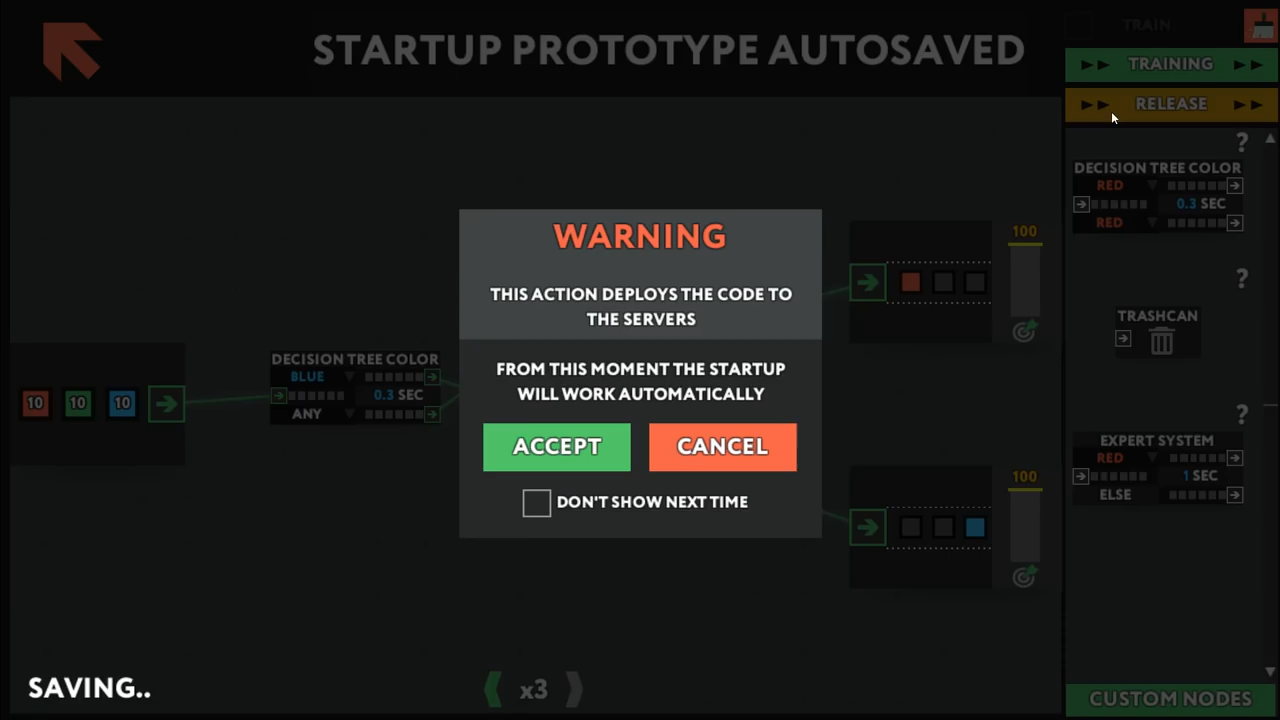 STARTUP PROTOTYPE AUTOSAVED
TRAIN
TRAINING
RELEASE
?
DECISION TREE COLOR
RED
0.3 SEC
RED
?
TRASHCAN
?
EXPERT SYSTEM
RED
1 SEC
ELSE
CUSTOM NODES
WARNING
THIS ACTION DEPLOYS THE CODE TO
THE SERVERS
FROM THIS MOMENT THE STARTUP
WILL WORK AUTOMATICALLY
ACCEPT CANCEL
DON'T SHOW NEXT TIME
10 10 10
DECISION TREE COLOR
BLUE
0.3 SEC
ANY
100
100
SAVING..
x3